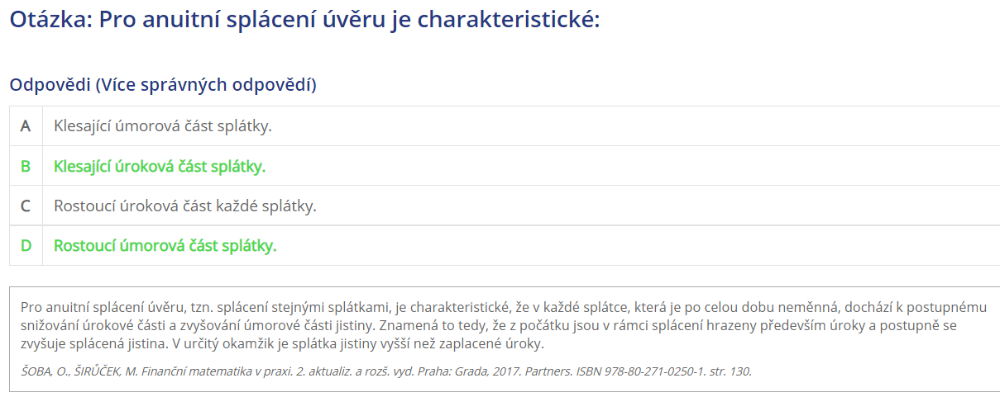 Otázka: Pro anuitní splácení úvěru je charakteristické:
Odpovědi (Více správných odpovědí)
A Klesající úmorová část splátky.
B Klesající úroková část splátky.
C Rostoucí úroková část každé splátky.
D Rostoucí úmorová část splátky.
Pro anuitní splácení úvěru, tzn. splácení stejnými splátkami, je charakteristické, že v každé splátce, která je po celou dobu neměnná, dochází k postupnému
snižování úrokové části a zvyšování úmorové části jistiny. Znamená to tedy, že z počátku jsou v rámci splácení hrazeny především úroky a postupně se
zvyšuje splácená jistina. V určitý okamžik je splátka jistiny vyšší než zaplacené úroky.
ŠOBA, O., ŠIRŮČEK, M. Finanční matematika v praxi. 2. aktualiz. a rozš. vyd. Praha: Grada, 2017. Partners. ISBN 978-80-271-0250-1. str. 130.